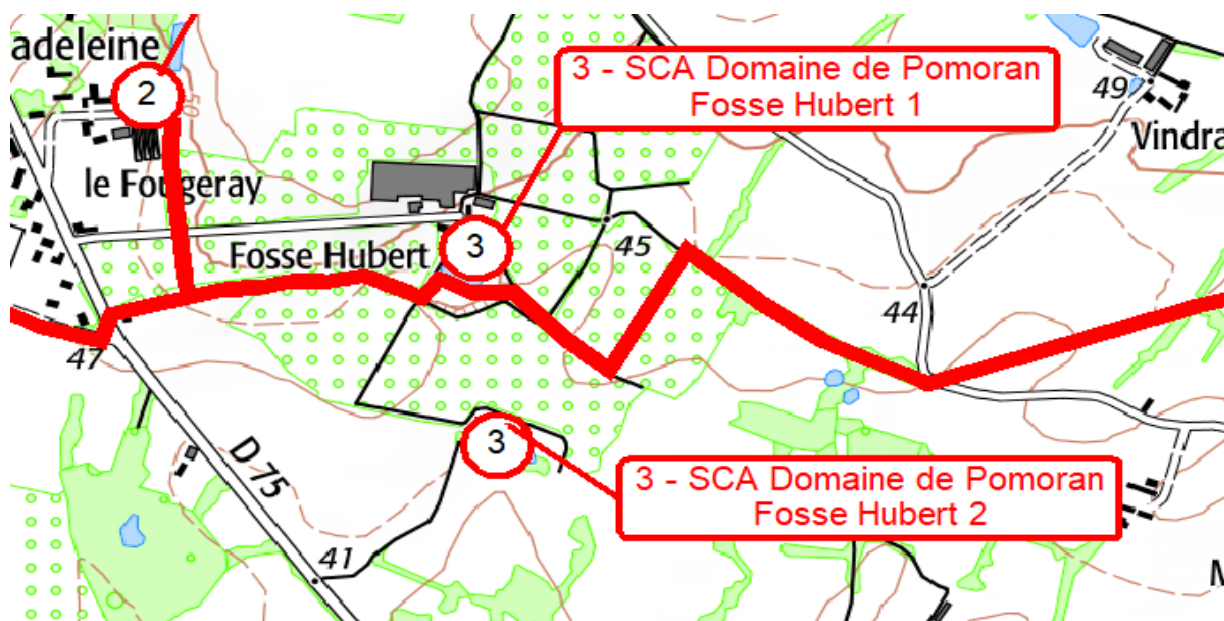 adeleine
2
3 - SCA Domaine de Pomoran
Fosse Hubert 1
49
Vindra
le Fougeray
Fosse Hubert
3
45
44
47
D 75
3
3 - SCA Domaine de Pomoran
Fosse Hubert 2
41
M